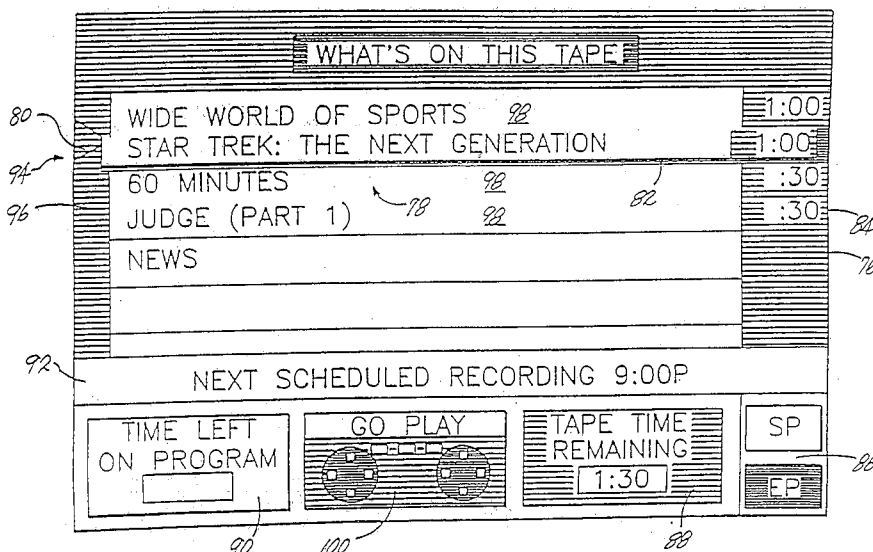 WHAT'S ON THIS TAPE
WIDE WORLD OF SPORTS 98 1:00
80
STAR TREK: THE NEXT GENERATION 1:00
94
60 MINUTES 98 82 :30
96
JUDGE (PART 1) 78 98 :30 84
NEWS 76
92
NEXT SCHEDULED RECORDING 9:00P
TIME LEFT
ON PROGRAM
GO PLAY
TAPE TIME
REMAINING
1:30
SP
86
EP
90
100
88